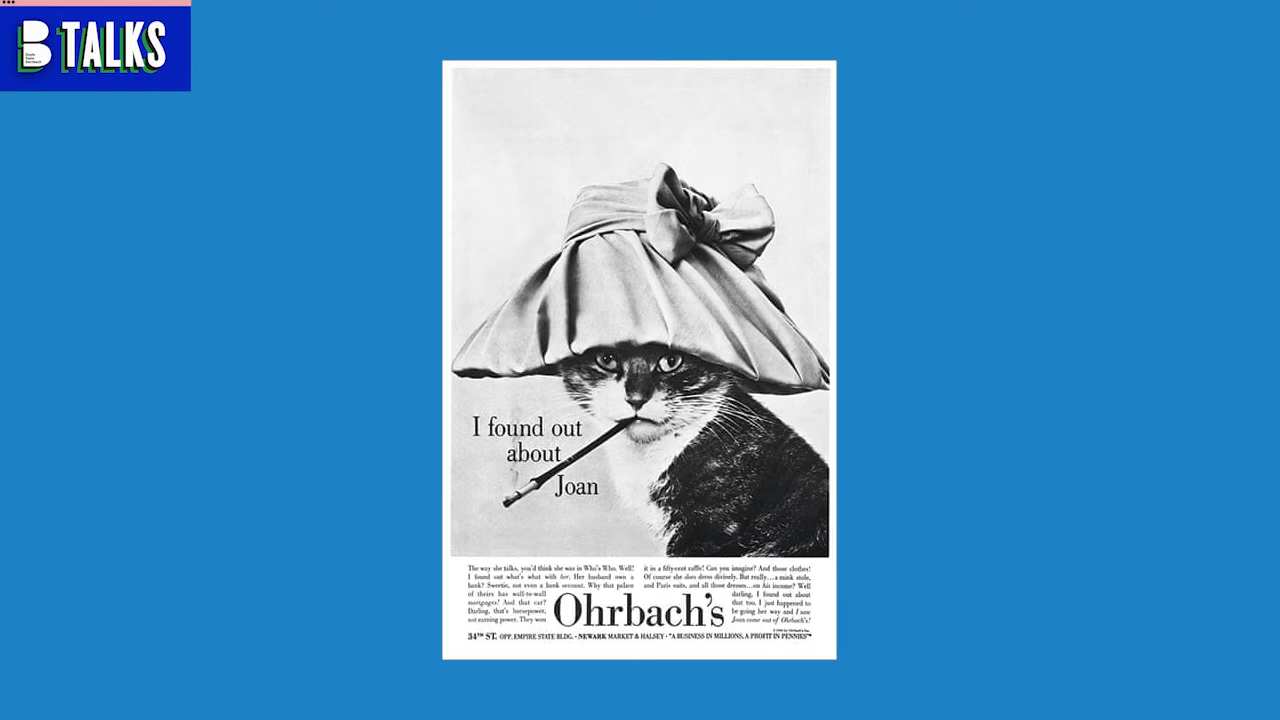 B TALKS
Doyle
Dane
Bernbach
I found out
about
Joan
The way she talks, you'd think she was in Who's Who. Well!
I found out what's what with her. Her husband own a
bank? Sweetie, not even a bank account. Why that palace
of theirs has wall-to-wall
mortgages! And that car?
Darling, that's horsepower,
not earning power. They won
it in a fifty-cent raffle! Can you imagine? And those clothes!
Of course she does dress divinely. But really...a mink stole,
and Paris suits, and all those dresses...on his income? Well
darling, I found out about
that too. I just happened to
be going her way and I saw
Joan come out of Ohrbach's!
Ohrbach's
34TH ST. OPP. EMPIRE STATE BLDG. · NEWARK MARKET & HALSEY · "A BUSINESS IN MILLIONS, A PROFIT IN PENNIES"